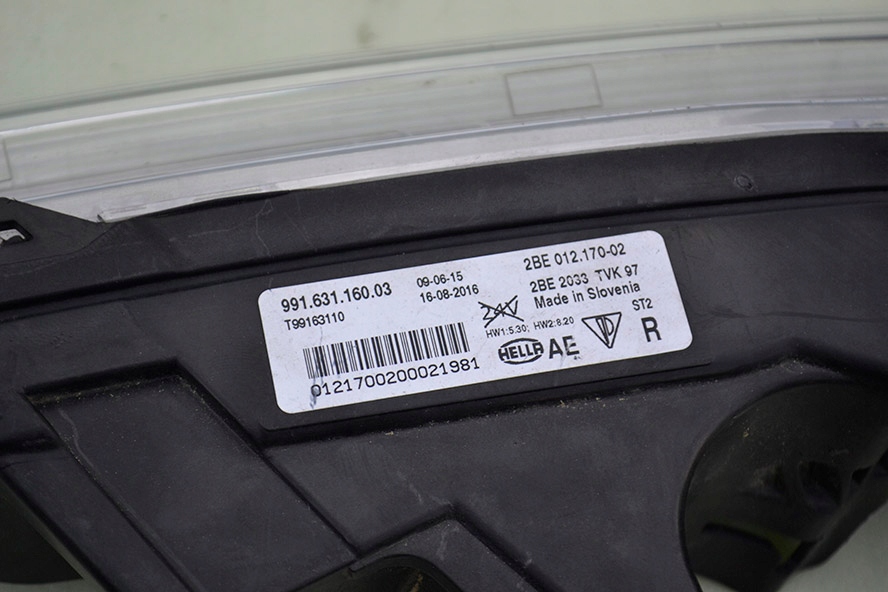 991.631.160.03
T99163110
09-06-15
16-08-2016
2BE 012.170-02
2BE 2033 TVK 97
Made in Slovenia
24V
HW1:5.30; HW2:8.20
ST2
HELLA AE
R
0121700200021981